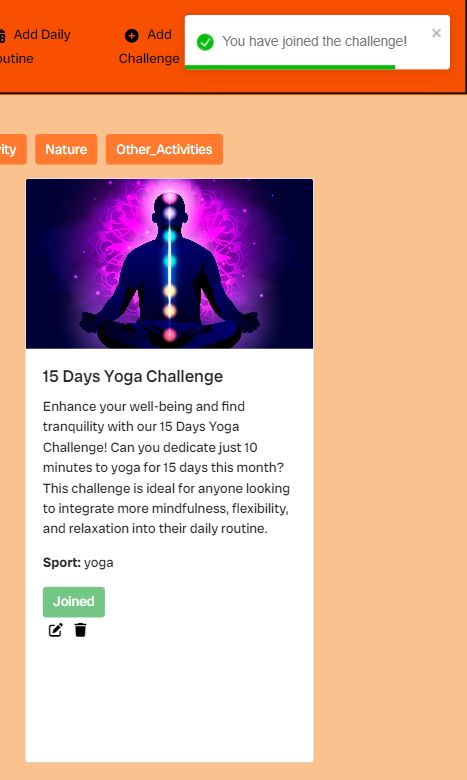 Add Daily
outine
Add
Challenge
You have joined the challenge!
ity
Nature
Other_Activities
15 Days Yoga Challenge
Enhance your well-being and find
tranquility with our 15 Days Yoga
Challenge! Can you dedicate just 10
minutes to yoga for 15 days this month?
This challenge is ideal for anyone looking
to integrate more mindfulness, flexibility,
and relaxation into their daily routine.
Sport: yoga
Joined